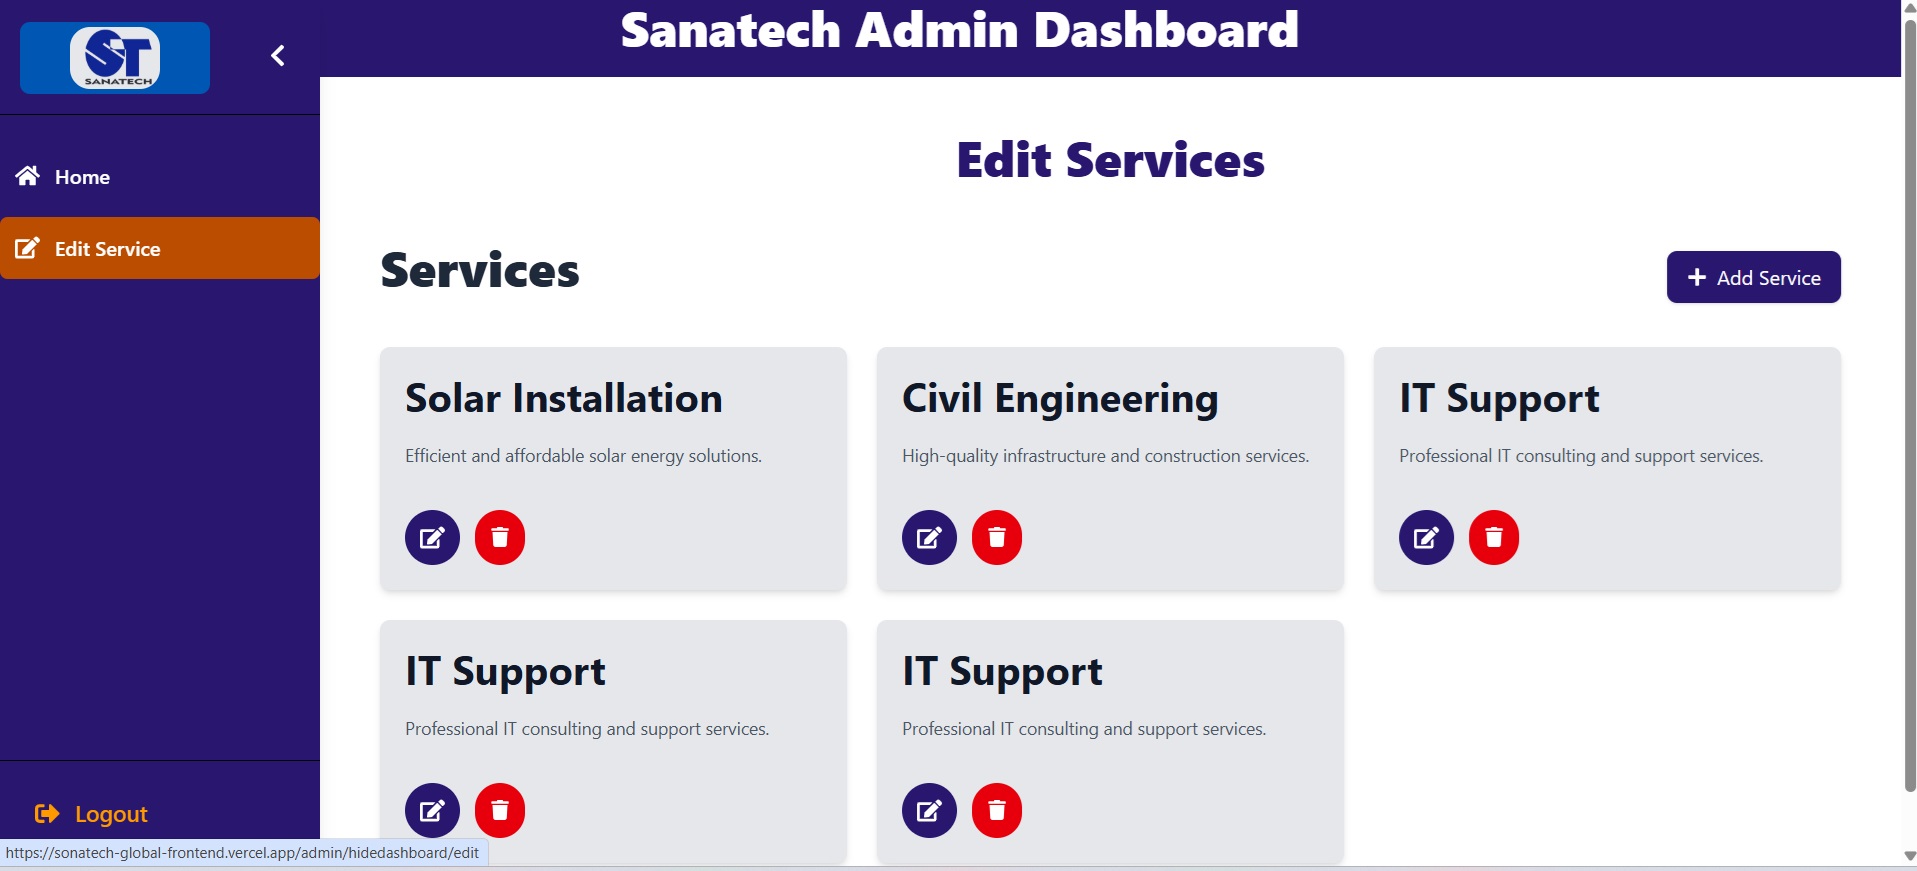 Sanatech Admin Dashboard
ST
SANATECH
Home
Edit Service
Edit Services
Services
Add Service
Solar Installation
Efficient and affordable solar energy solutions.
Civil Engineering
High-quality infrastructure and construction services.
IT Support
Professional IT consulting and support services.
IT Support
Professional IT consulting and support services.
IT Support
Professional IT consulting and support services.
Logout
https://sonatech-global-frontend.vercel.app/admin/hidedashboard/edit